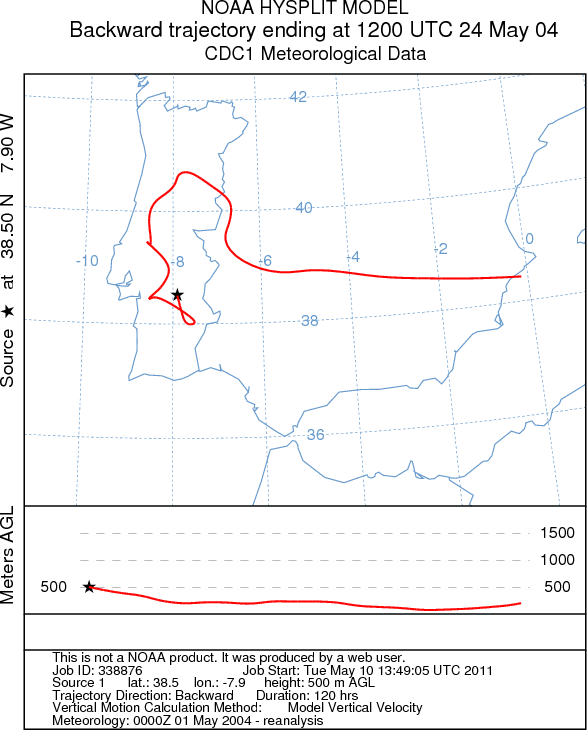 NOAA HYSPLIT MODEL
Backward trajectory ending at 1200 UTC 24 May 04
CDC1 Meteorological Data
Source ★ at 38.50 N 7.90 W
42
40
-10 -8 -6 -4 -2 0
38
36
Meters AGL
1500
1000
500 500
This is not a NOAA product. It was produced by a web user.
Job ID: 338876 Job Start: Tue May 10 13:49:05 UTC 2011
Source 1 lat.: 38.5 lon.: -7.9 height: 500 m AGL
Trajectory Direction: Backward Duration: 120 hrs
Vertical Motion Calculation Method: Model Vertical Velocity
Meteorology: 0000Z 01 May 2004 - reanalysis